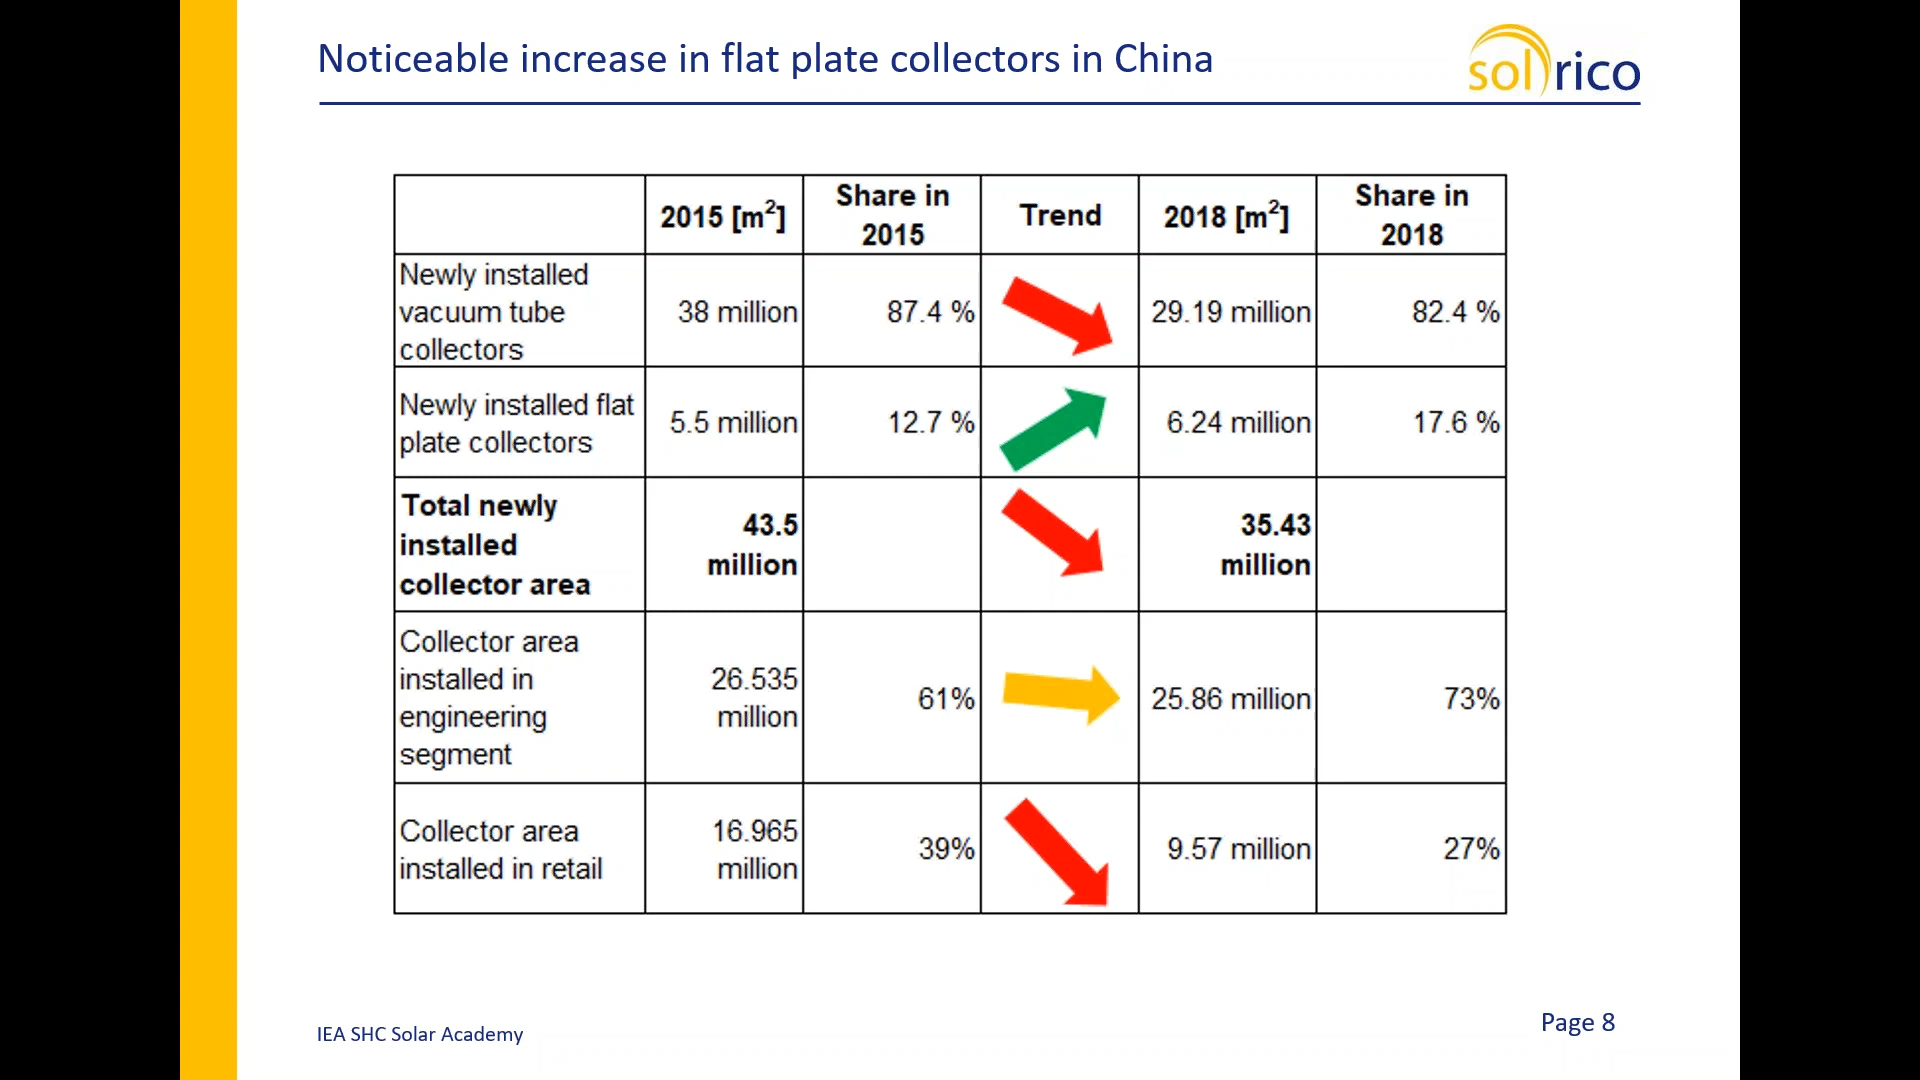 Noticeable increase in flat plate collectors in China
solrico
2015 [m²]
Share in
2015
Trend
2018 [m²]
Share in
2018
Newly installed
vacuum tube
collectors
38 million
87.4 %
29.19 million
82.4 %
Newly installed flat
plate collectors
5.5 million
12.7 %
6.24 million
17.6 %
Total newly
installed
collector area
43.5
million
35.43
million
Collector area
installed in
engineering
segment
26.535
million
61%
25.86 million
73%
Collector area
installed in retail
16.965
million
39%
9.57 million
27%
IEA SHC Solar Academy
Page 8